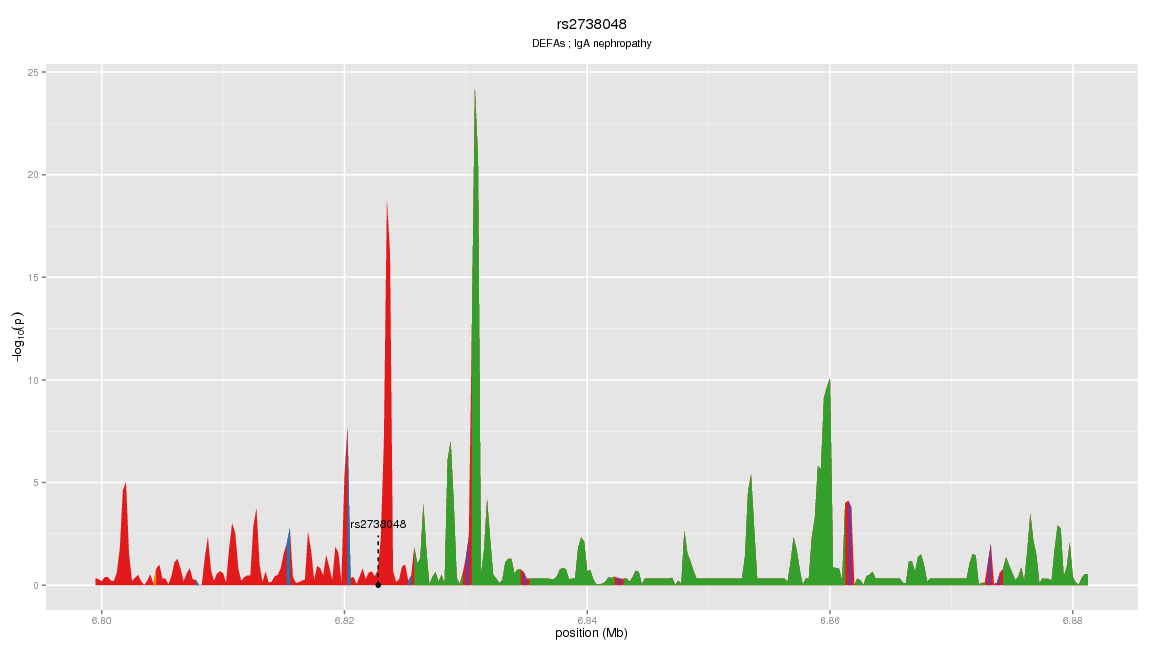 rs2738048
DEFAs ; IgA nephropathy
25
20
15
10
5
0
−log10(p)
rs2738048
6.80 6.82 6.84 6.86 6.88
position (Mb)